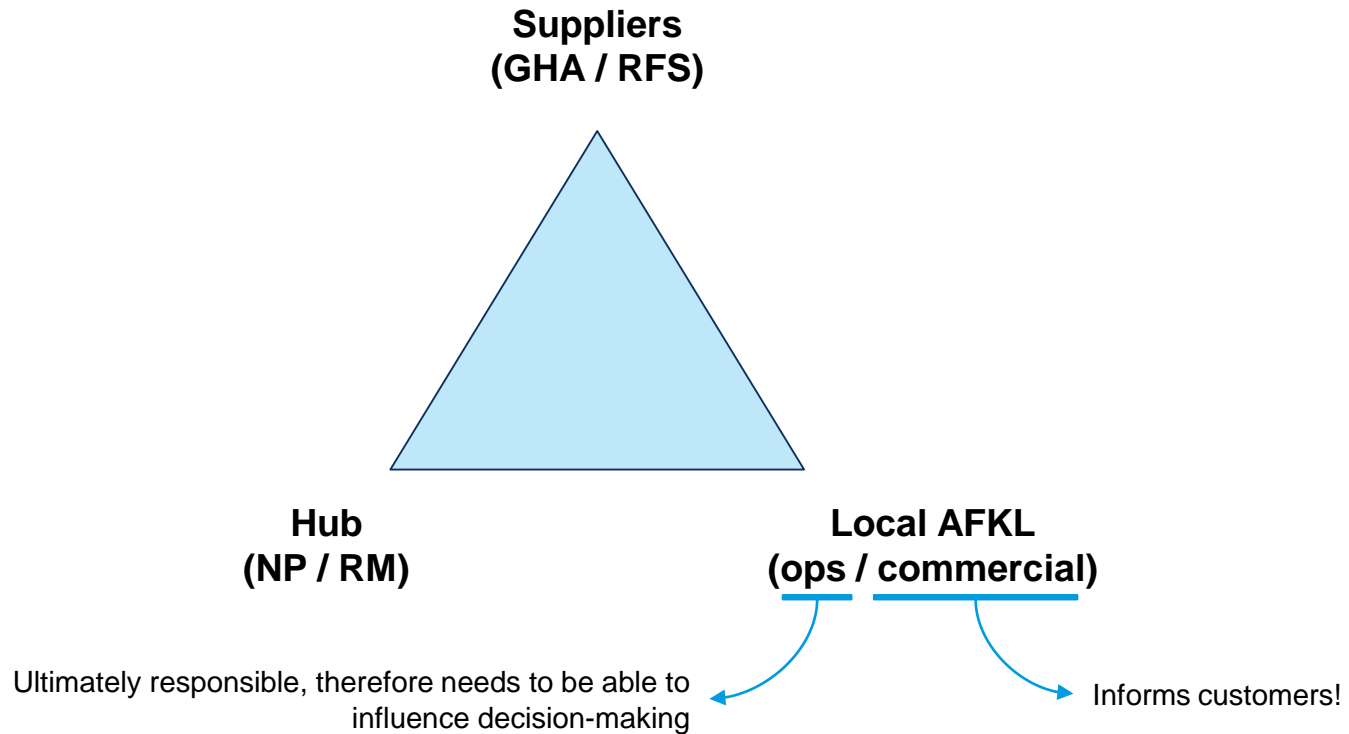 Suppliers
(GHA / RFS)
Hub
(NP / RM)
Local AFKL
(ops / commercial)
Ultimately responsible, therefore needs to be able to
influence decision-making
Informs customers!